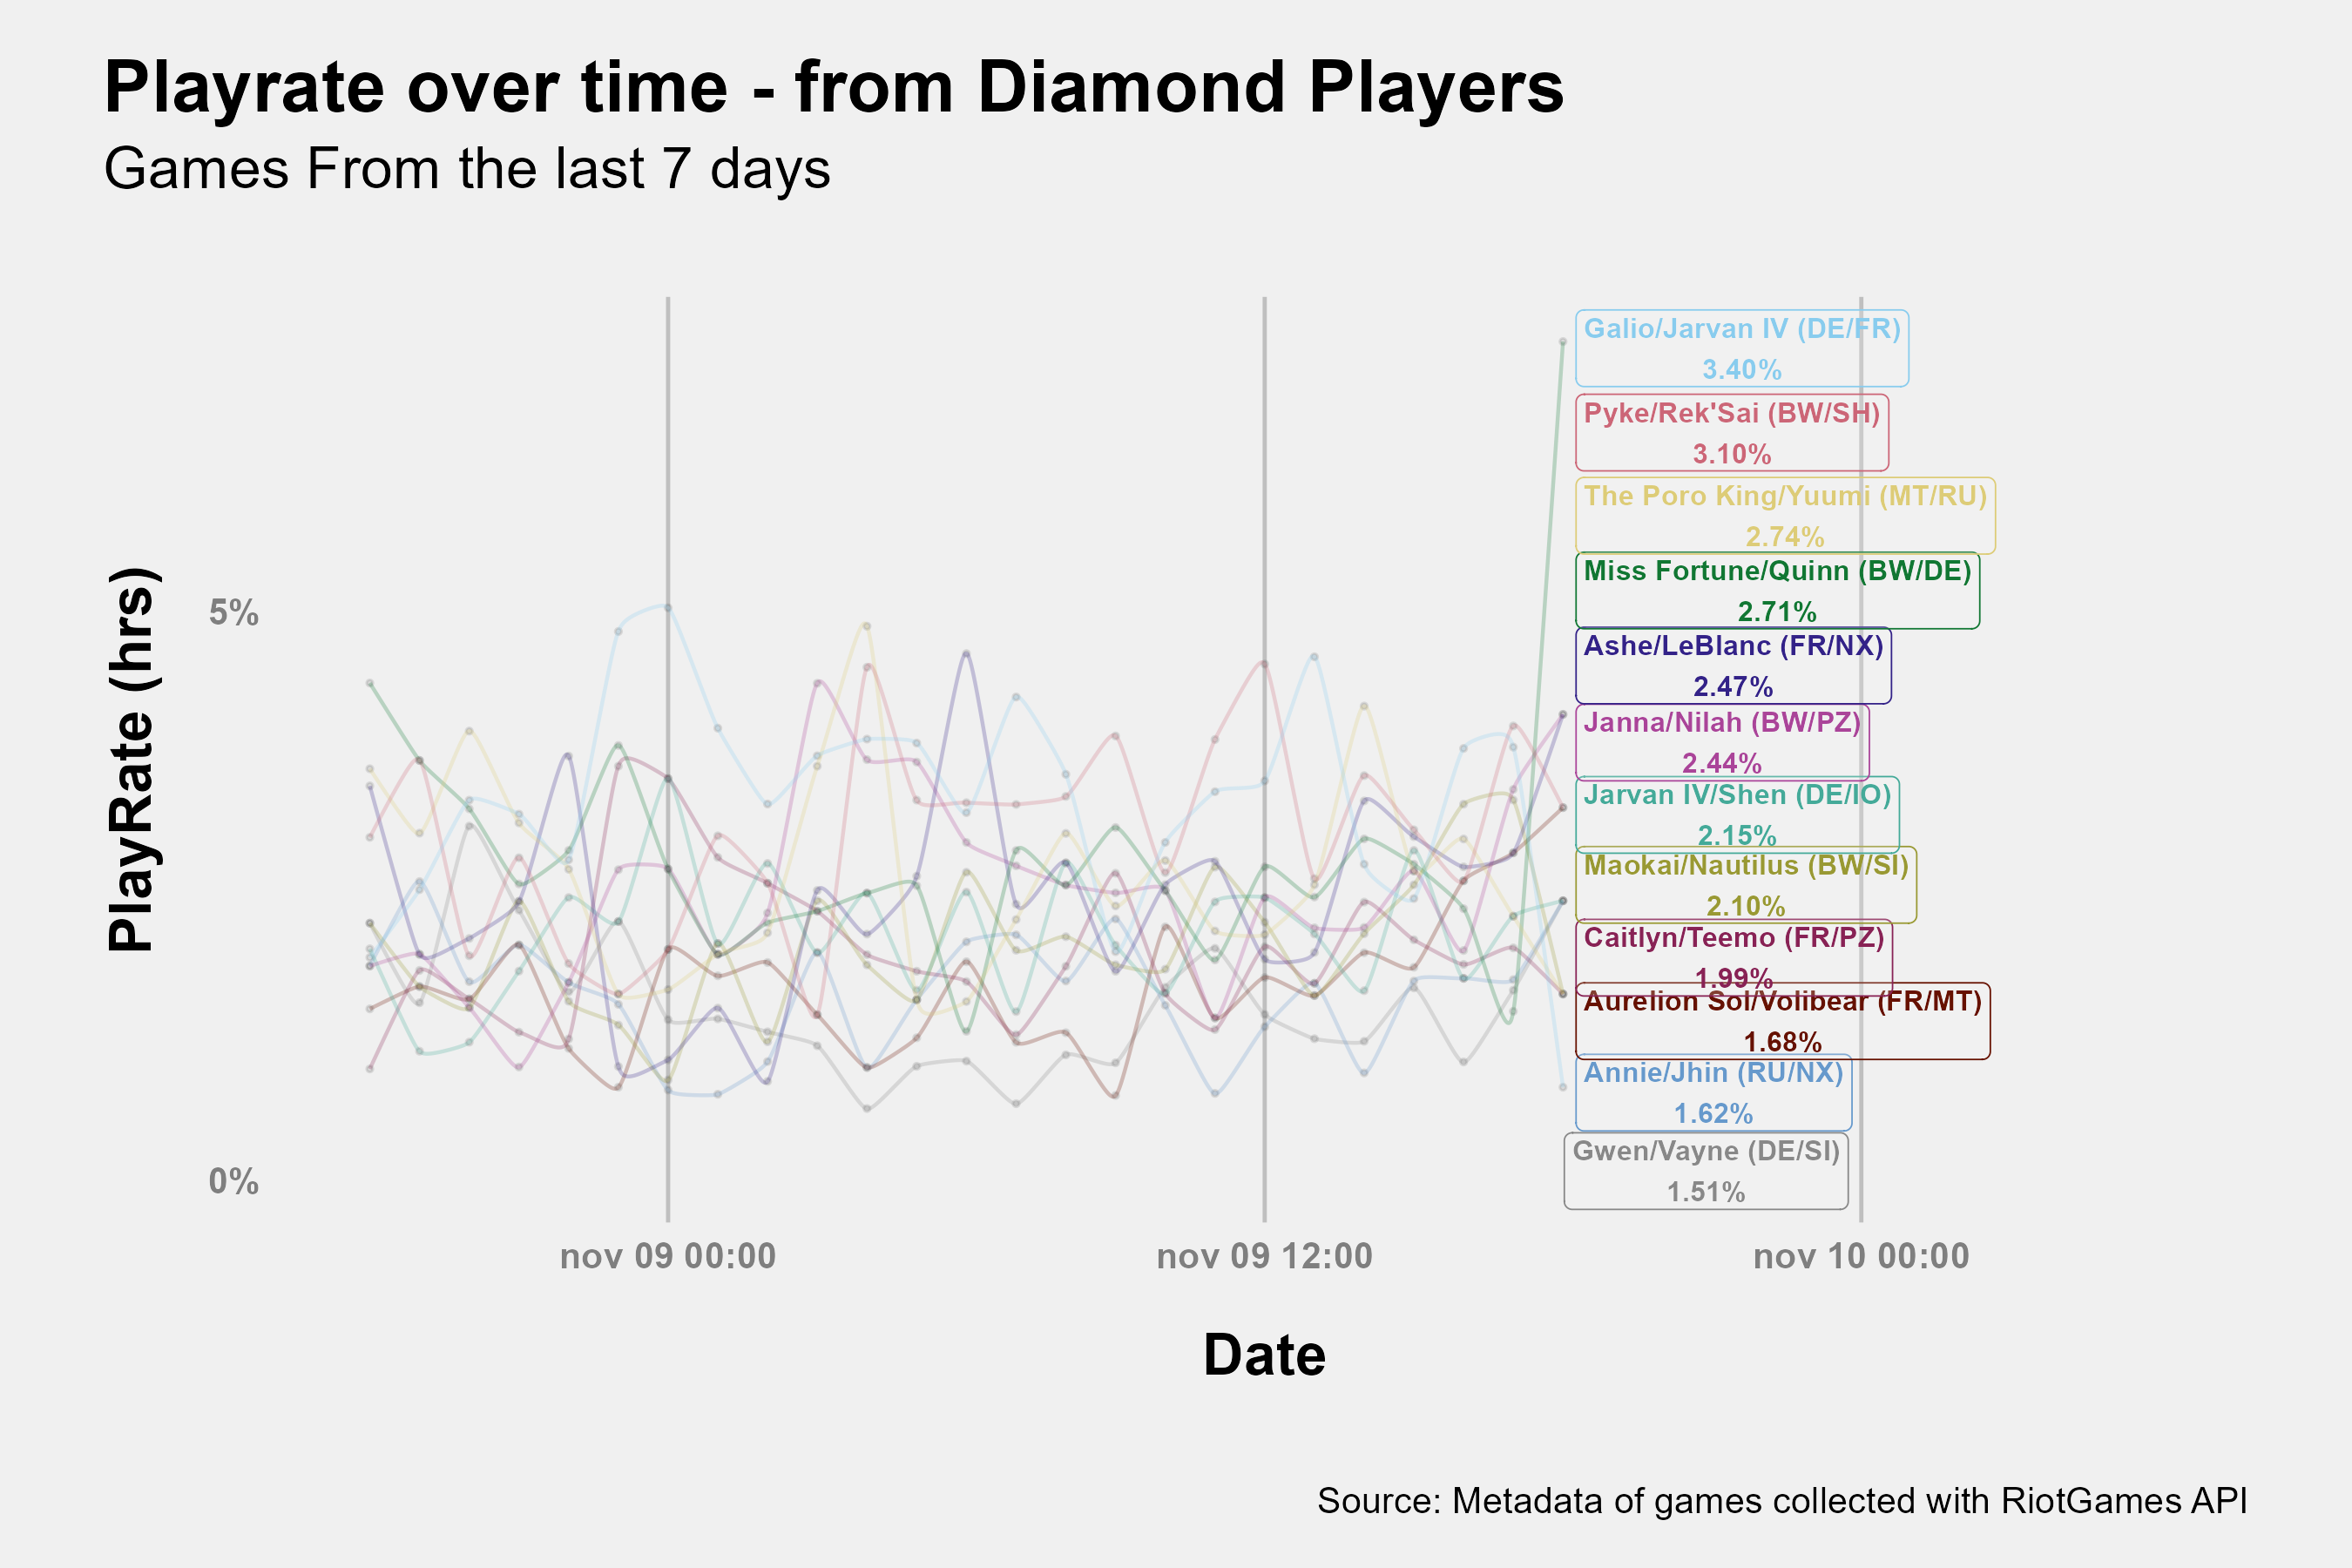 Playrate over time - from Diamond Players
Games From the last 7 days
PlayRate (hrs)
5%
0%
Galio/Jarvan IV (DE/FR)
3.40%
Pyke/Rek'Sai (BW/SH)
3.10%
The Poro King/Yuumi (MT/RU)
2.74%
Miss Fortune/Quinn (BW/DE)
2.71%
Ashe/LeBlanc (FR/NX)
2.47%
Janna/Nilah (BW/PZ)
2.44%
Jarvan IV/Shen (DE/IO)
2.15%
Maokai/Nautilus (BW/SI)
2.10%
Caitlyn/Teemo (FR/PZ)
1.99%
Aurelion Sol/Volibear (FR/MT)
1.68%
Annie/Jhin (RU/NX)
1.62%
Gwen/Vayne (DE/SI)
1.51%
nov 09 00:00
nov 09 12:00
nov 10 00:00
Date
Source: Metadata of games collected with RiotGames API